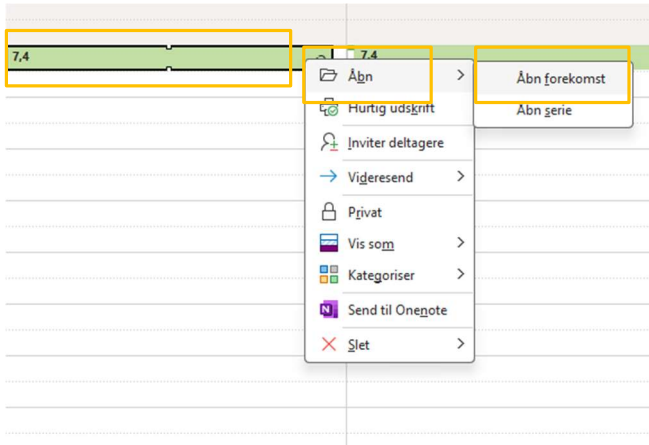 7,4
7,4
Åbn
Åbn forekomst
Hurtig udskrift
Åbn serie
Inviter deltagere
Videresend
Privat
Vis som
Kategoriser
Send til Onenote
Slet